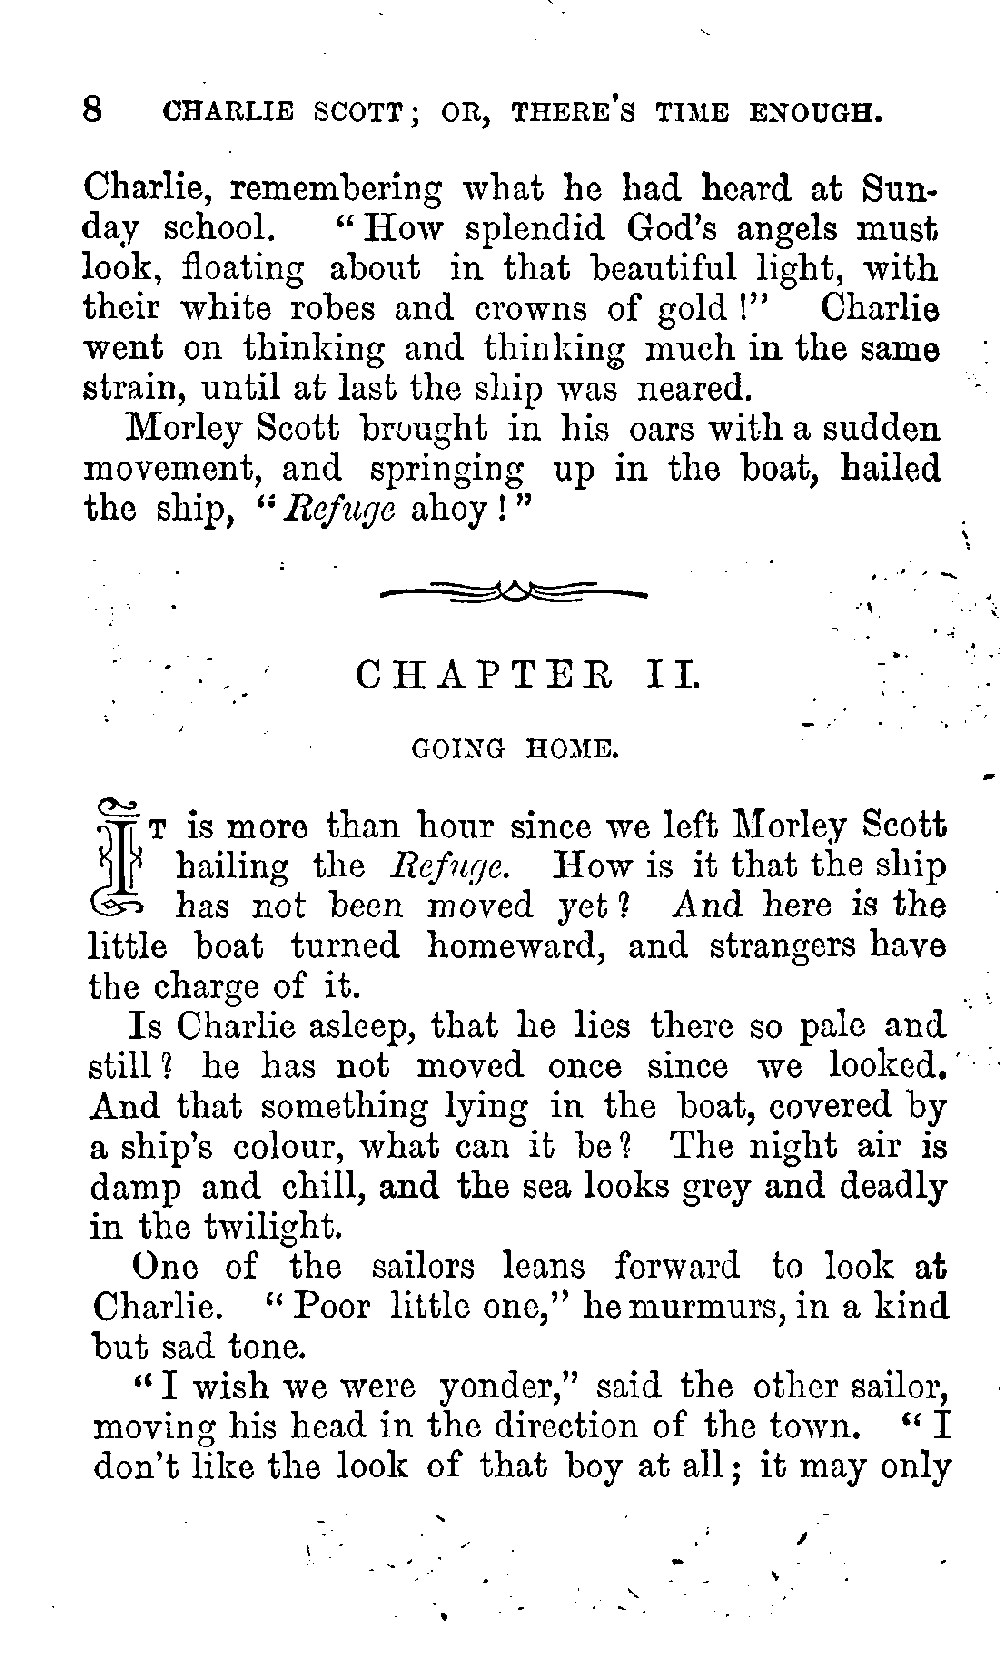 8 CHARLIE SCOTT; OR, THERE'S TIME ENOUGH.
Charlie, remembering what he had heard at Sun-
day school. "How splendid God's angels must
look, floating about in that beautiful light, with
their white robes and crowns of gold!" Charlie
went on thinking and thinking much in the same
strain, until at last the ship was neared.
Morley Scott brought in his oars with a sudden
movement, and springing up in the boat, hailed
the ship, "Refuge ahoy!"
CHAPTER II.
GOING HOME.
IT is more than hour since we left Morley Scott
hailing the Refuge. How is it that the ship
has not been moved yet? And here is the
little boat turned homeward, and strangers have
the charge of it.
Is Charlie asleep, that he lies there so pale and
still? he has not moved once since we looked.
And that something lying in the boat, covered by
a ship's colour, what can it be? The night air is
damp and chill, and the sea looks grey and deadly
in the twilight.
One of the sailors leans forward to look at
Charlie. "Poor little one," he murmurs, in a kind
but sad tone.
"I wish we were yonder," said the other sailor,
moving his head in the direction of the town. "I
don't like the look of that boy at all; it may only